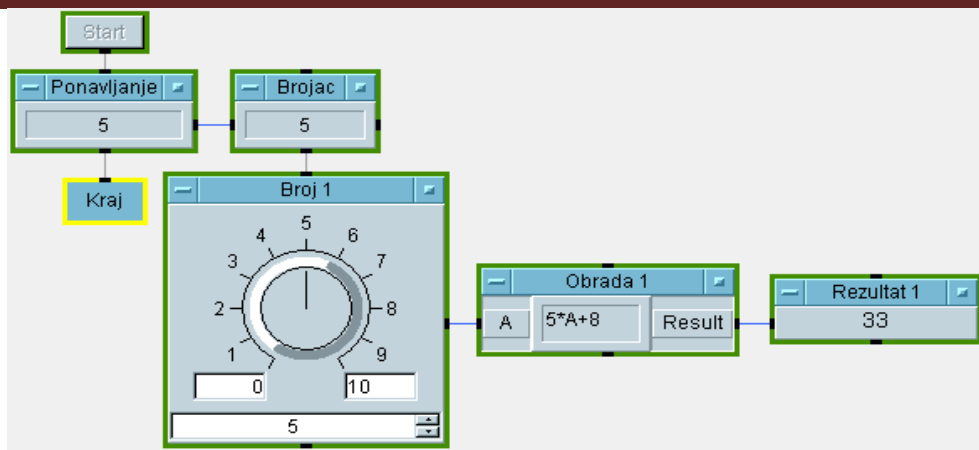 Start
Ponavljanje
5
Brojac
5
Kraj
Broj 1
1
2
3
4
5
6
7
8
9
0
10
5
Obrada 1
A
5*A+8
Result
Rezultat 1
33